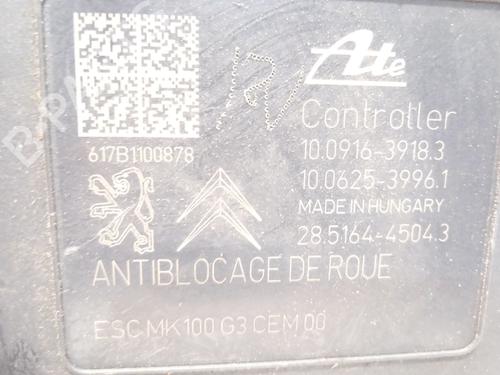 Ate
617B1100878
Controller
10.0916-3918.3
10.0625-3996.1
MADE IN HUNGARY
28.5164-4504.3
ANTIBLOCAGE DE ROUE
ESC MK100 G3 CEM 00